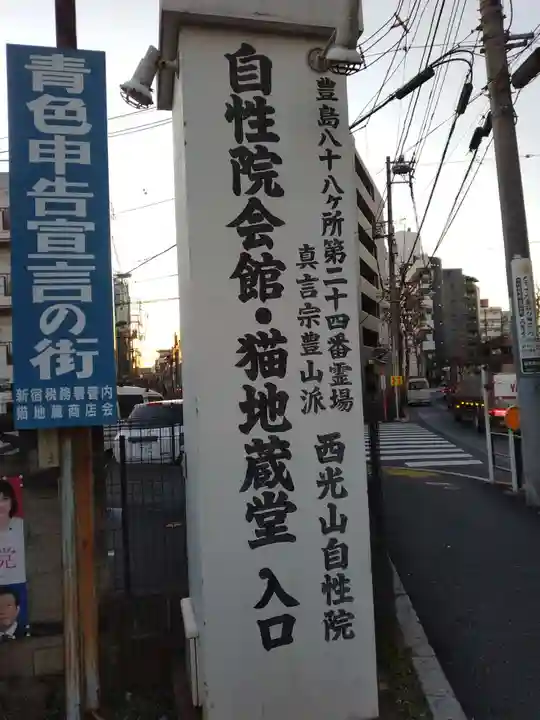 豊島八十八ヶ所第二十四番霊場
真言宗豊山派
西光山自性院
自性院会館・猫地蔵堂 入口
青色申告宣言の街
新宿税務署管内
猫地蔵商店会